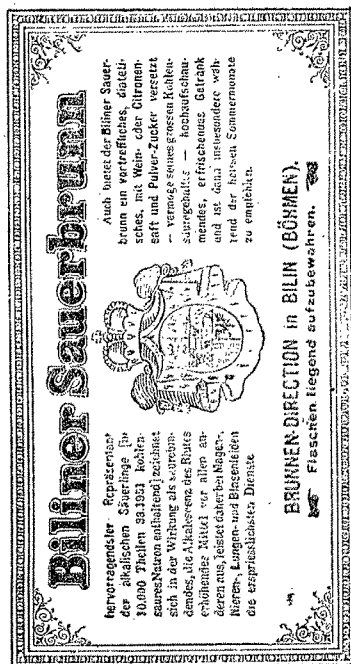 Biliner Sauerbrunn
hervorragendster Repräsentant
der alkalischen Säuerlinge (in
10.000 Theilen 33.1951 kohlen-
saures Natron enthaltend) zeichnet
sich in der Wirkung als säurebin-
dendes, die Alkalescenz des Blutes
erhöhendes Mittel vor allen an-
deren aus, leistet daher bei Magen-,
Nieren-, Lungen- und Blasenleiden
die erspriesslichsten Dienste
Auch bietet der Biliner Sauer-
brunn ein vortreffliches, diäteti-
sches, mit Wein- oder Citronen-
saft und Pulver-Zucker versetzt
— vermöge seines grossen Kohlen-
säuregehaltes — hochaufschäu-
mendes, erfrischendes Getränk
und ist dann insbesondere wäh-
rend der heissen Sommermonate
zu empfehlen.
BRUNNEN-DIRECTION in BILIN (BÖHMEN).
Flaschen liegend aufzubewahren.